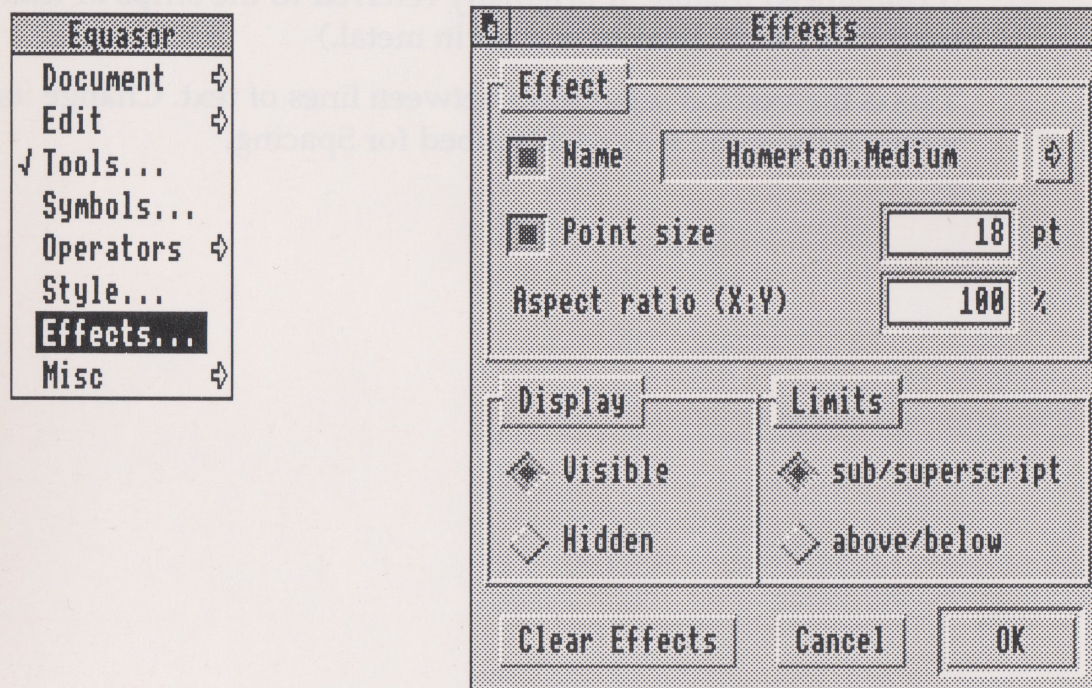 Equasor
Document
Edit
√ Tools...
Symbols...
Operators
Style...
Effects...
Misc
Effects
Effect
Name Homerton.Medium
Point size 18 pt
Aspect ratio (X:Y) 100 %
Display
Visible
Hidden
Limits
sub/superscript
above/below
Clear Effects Cancel OK